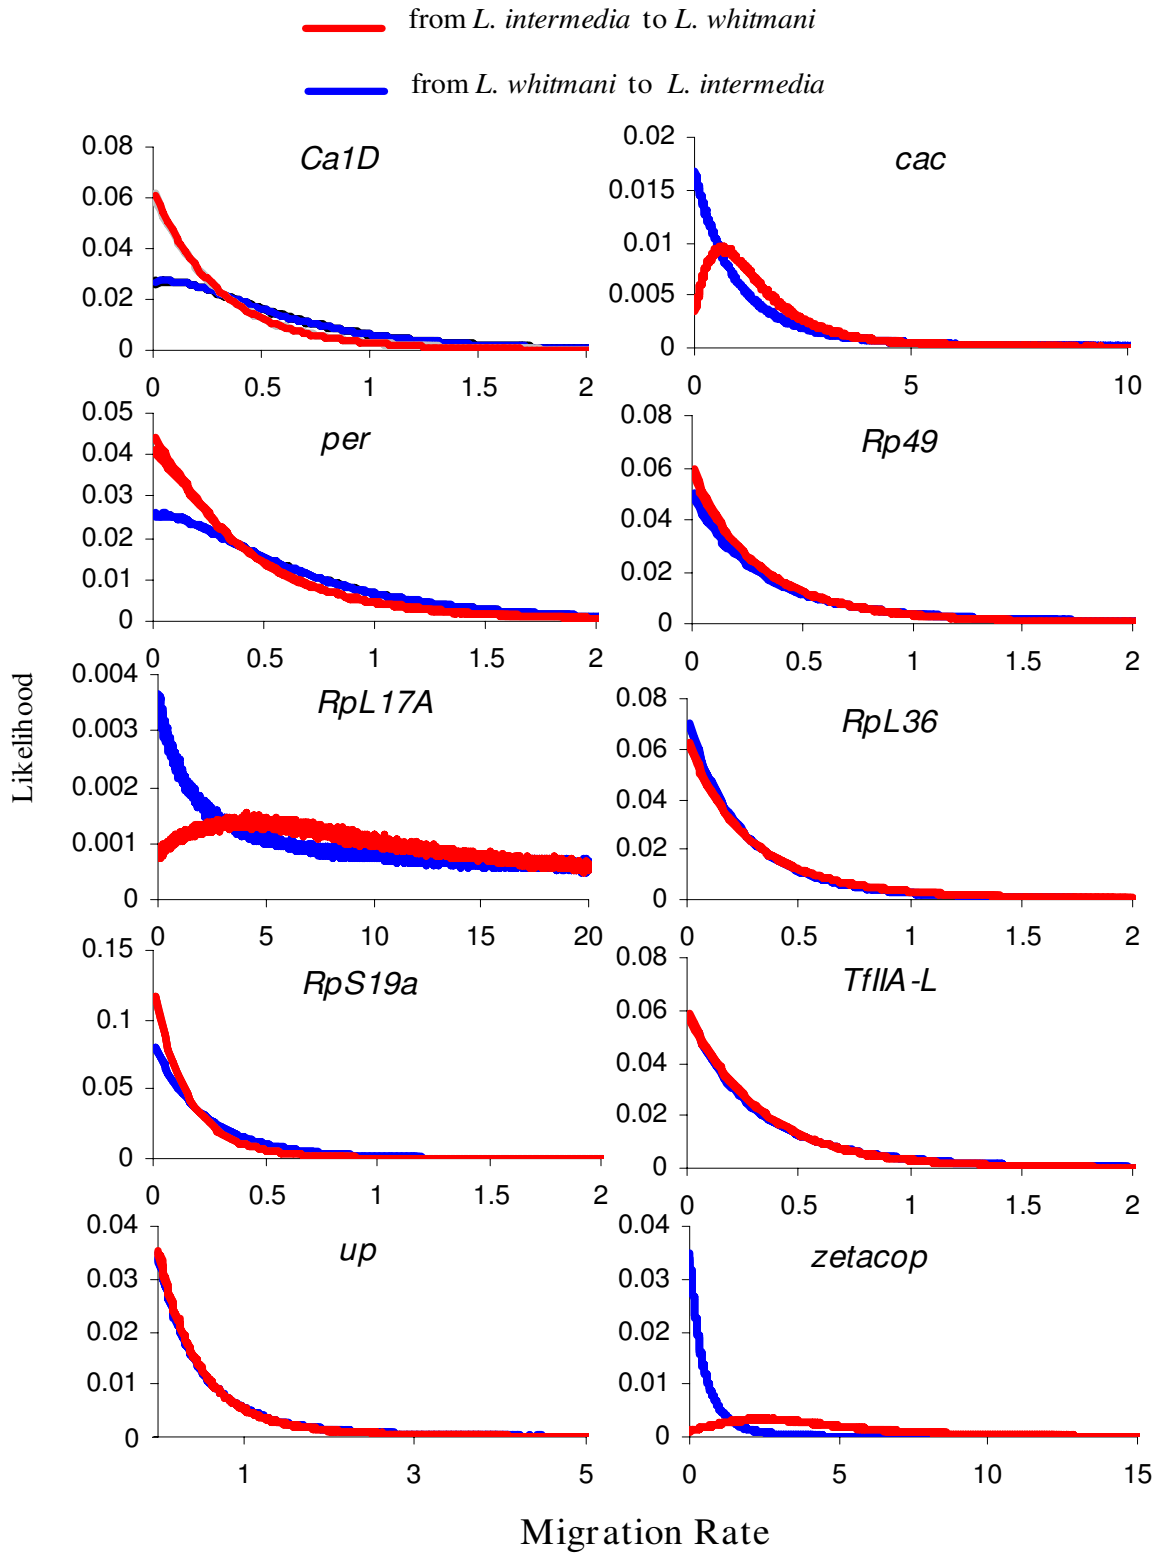 from L. intermedia to L. whitmani
from L. whitmani to L. intermedia
Ca1D
0.08
0.06
0.04
0.02
0
0 0.5 1 1.5 2
cac
0.02
0.015
0.01
0.005
0
0 5 10
per
0.05
0.04
0.03
0.02
0.01
0
0 0.5 1 1.5 2
Rp49
0.08
0.06
0.04
0.02
0
0 0.5 1 1.5 2
Likelihood
RpL17A
0.004
0.003
0.002
0.001
0
0 5 10 15 20
RpL36
0.08
0.06
0.04
0.02
0
0 0.5 1 1.5 2
RpS19a
0.15
0.1
0.05
0
0 0.5 1 1.5 2
TfIIA-L
0.08
0.06
0.04
0.02
0
0 0.5 1 1.5 2
up
0.04
0.03
0.02
0.01
0
1 3 5
zetacop
0.04
0.03
0.02
0.01
0
0 5 10 15
Migration Rate